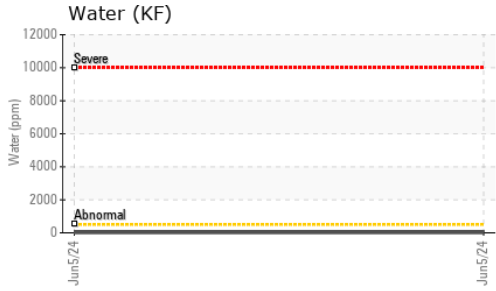 Water (KF)
12000
Severe
10000
8000
6000
4000
2000
Abnormal
0
Water (ppm)
Jun5/24
Jun5/24